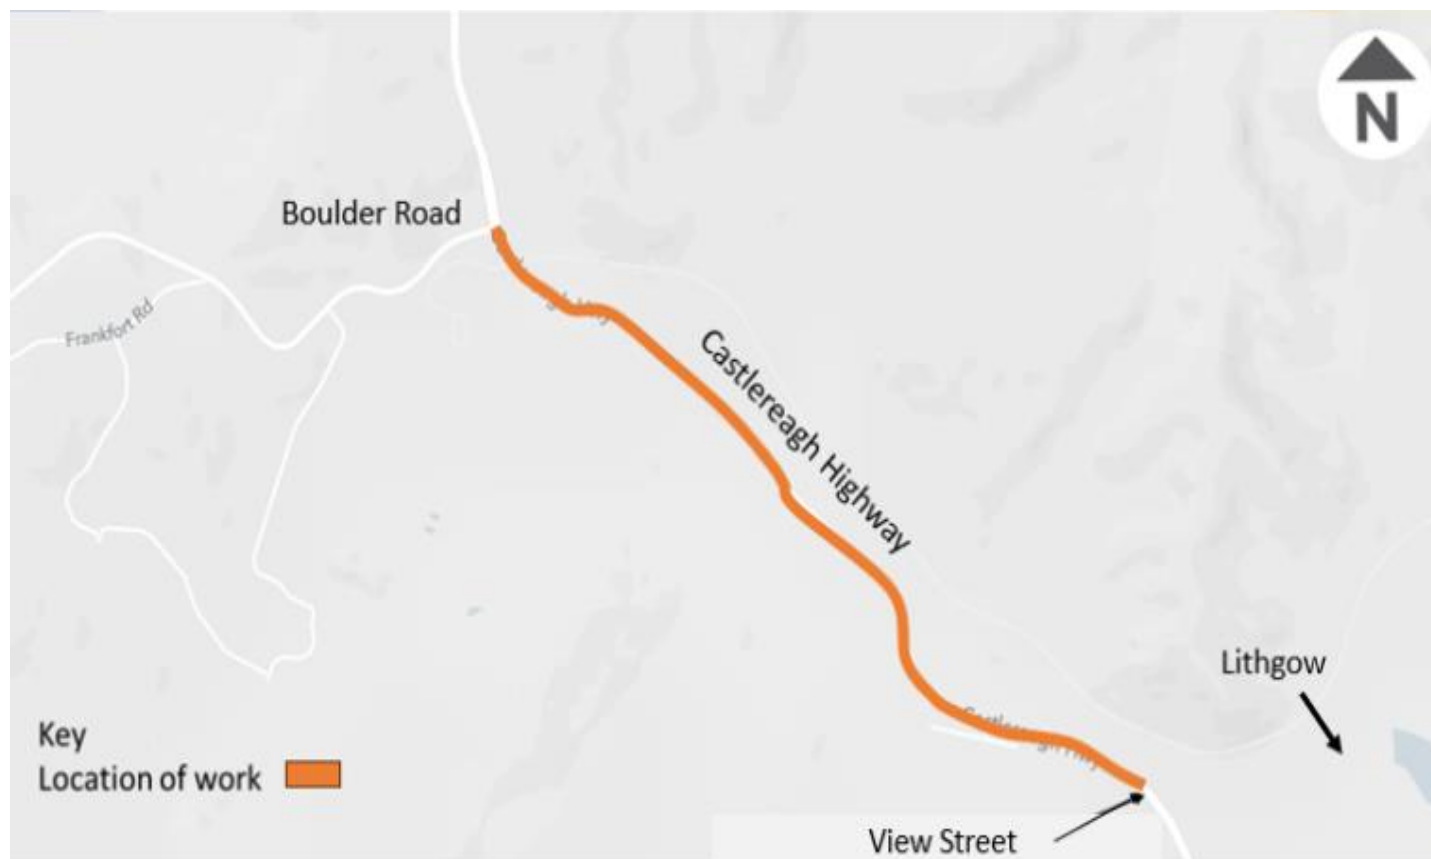 N
Boulder Road
Frankfort Rd
Castlereagh Highway
Lithgow
Key
Location of work
View Street